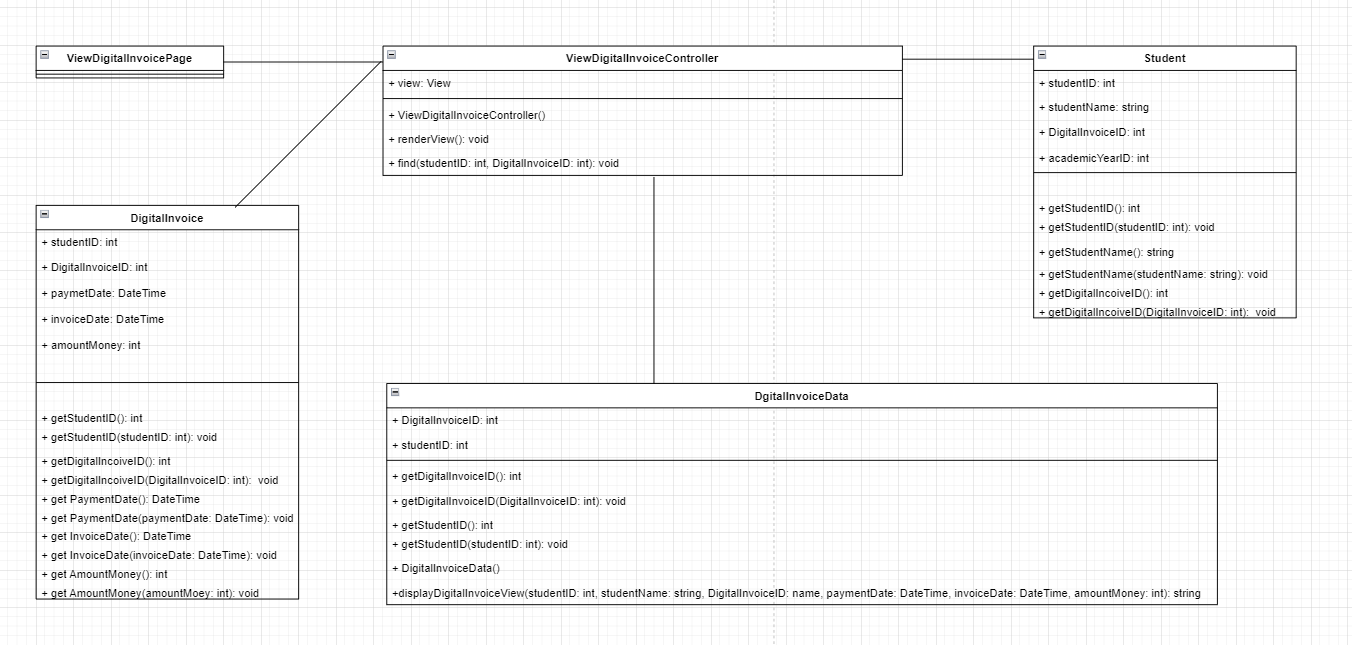 ViewDigitalInvoicePage
ViewDigitalInvoiceController
+ view: View
+ ViewDigitalInvoiceController()
+ renderView(): void
+ find(studentID: int, DigitalInvoiceID: int): void
Student
+ studentID: int
+ studentName: string
+ DigitalInvoiceID: int
+ academicYearID: int
+ getStudentID(): int
+ getStudentID(studentID: int): void
+ getStudentName(): string
+ getStudentName(studentName: string): void
+ getDigitalIncoiveID(): int
+ getDigitalIncoiveID(DigitalInvoiceID: int): void
DigitalInvoice
+ studentID: int
+ DigitalInvoiceID: int
+ paymetDate: DateTime
+ invoiceDate: DateTime
+ amountMoney: int
+ getStudentID(): int
+ getStudentID(studentID: int): void
+ getDigitalIncoiveID(): int
+ getDigitalIncoiveID(DigitalInvoiceID: int): void
+ get PaymentDate(): DateTime
+ get PaymentDate(paymentDate: DateTime): void
+ get InvoiceDate(): DateTime
+ get InvoiceDate(invoiceDate: DateTime): void
+ get AmountMoney(): int
+ get AmountMoney(amountMoey: int): void
DgitalInvoiceData
+ DigitalInvoiceID: int
+ studentID: int
+ getDigitalInvoiceID(): int
+ getDigitalInvoiceID(DigitalInvoiceID: int): void
+ getStudentID(): int
+ getStudentID(studentID: int): void
+ DigitalInvoiceData()
+displayDigitalInvoiceView(studentID: int, studentName: string, DigitalInvoiceID: name, paymentDate: DateTime, invoiceDate: DateTime, amountMoney: int): string